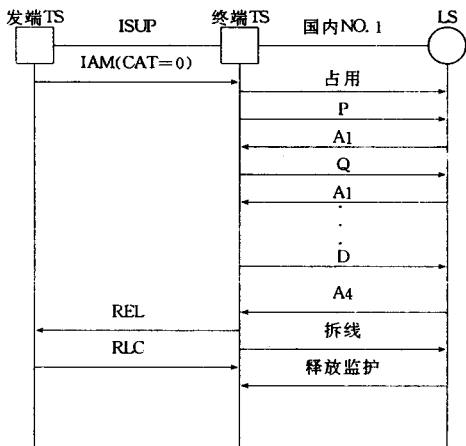 发端TS ISUP 终端TS 国内NO.1 LS
IAM(CAT=0)
占用
P
A1
Q
A1
D
A4
REL
拆线
RLC
释放监护